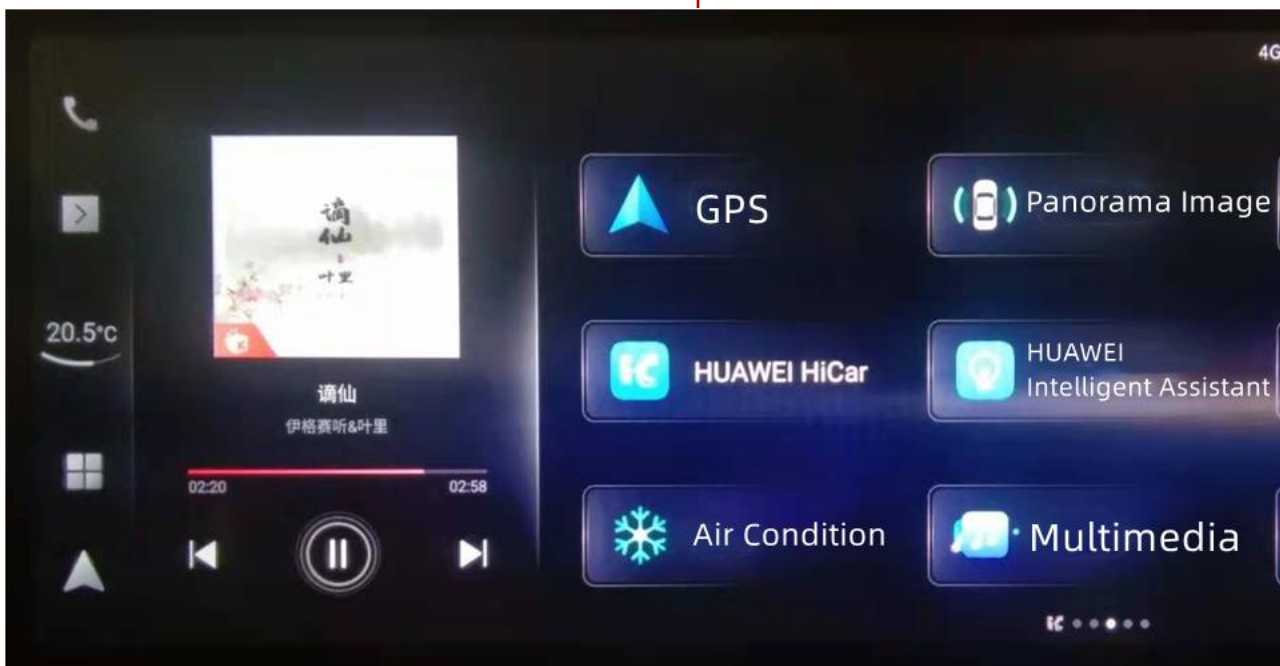 4G
20.5°C
谪
仙
叶里
谪仙
伊格赛听&叶里
02:20
02:58
GPS
Panorama Image
HUAWEI HiCar
HUAWEI
Intelligent Assistant
Air Condition
Multimedia